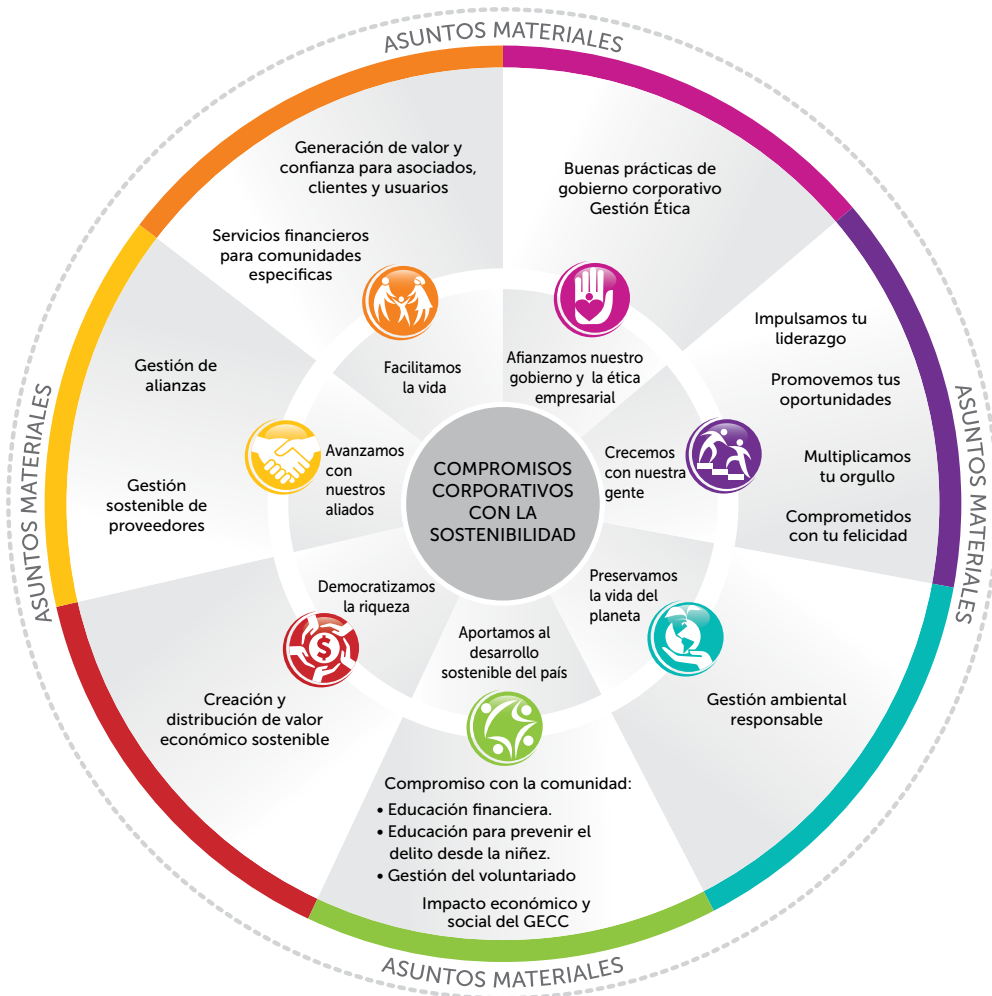 ASUNTOS MATERIALES
Generación de valor y
confianza para asociados,
clientes y usuarios
Servicios financieros
para comunidades
especificas
Facilitamos
la vida
Buenas prácticas de
gobierno corporativo
Gestión Ética
Afianzamos nuestro
gobierno y la ética
empresarial
Impulsamos tu
liderazgo
Promovemos tus
oportunidades
Multiplicamos
tu orgullo
Comprometidos
con tu felicidad
Crecemos
con nuestra
gente
ASUNTOS MATERIALES
Preservamos
la vida del
planeta
Gestión ambiental
responsable
Aportamos al
desarrollo
sostenible del país
Compromiso con la comunidad:
• Educación financiera.
• Educación para prevenir el
delito desde la niñez.
• Gestión del voluntariado
Impacto económico y
social del GECC
ASUNTOS MATERIALES
Democratizamos
la riqueza
$
Creación y
distribución de valor
económico sostenible
Avanzamos
con
nuestros
aliados
Gestión de
alianzas
Gestión
sostenible de
proveedores
ASUNTOS MATERIALES
COMPROMISOS
CORPORATIVOS
CON LA
SOSTENIBILIDAD